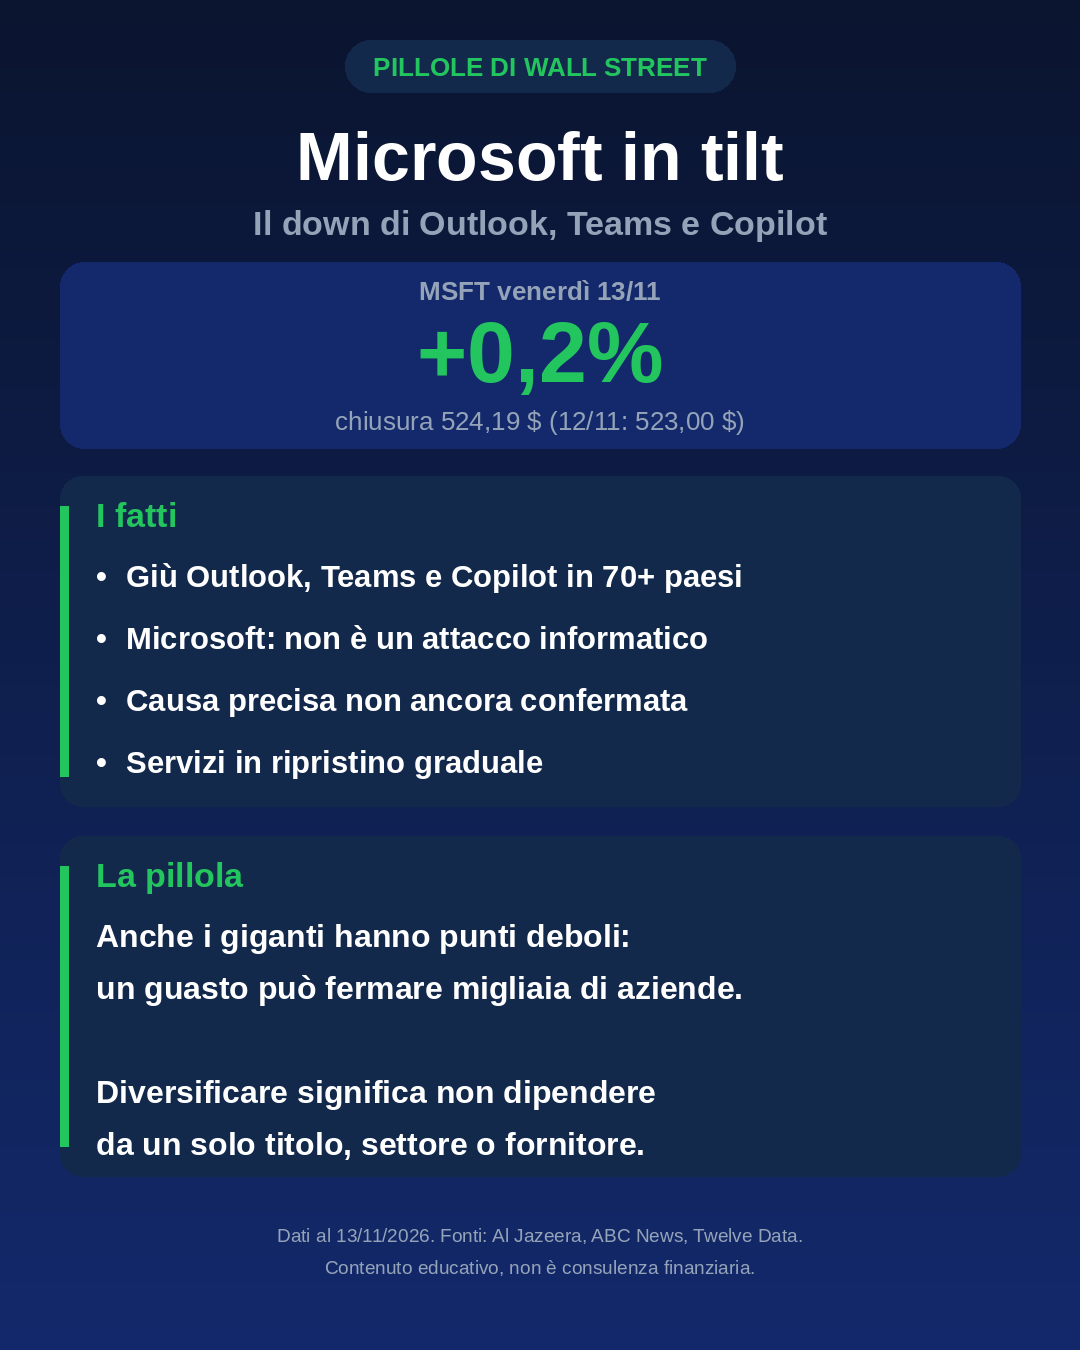 PILLOLE DI WALL STREET
Microsoft in tilt
Il down di Outlook, Teams e Copilot
MSFT venerdì 13/11
+0,2%
chiusura 524,19 $ (12/11: 523,00 $)
I fatti
• Giù Outlook, Teams e Copilot in 70+ paesi
• Microsoft: non è un attacco informatico
• Causa precisa non ancora confermata
• Servizi in ripristino graduale
La pillola
Anche i giganti hanno punti deboli:
un guasto può fermare migliaia di aziende.
Diversificare significa non dipendere
da un solo titolo, settore o fornitore.
Dati al 13/11/2026. Fonti: Al Jazeera, ABC News, Twelve Data.
Contenuto educativo, non è consulenza finanziaria.